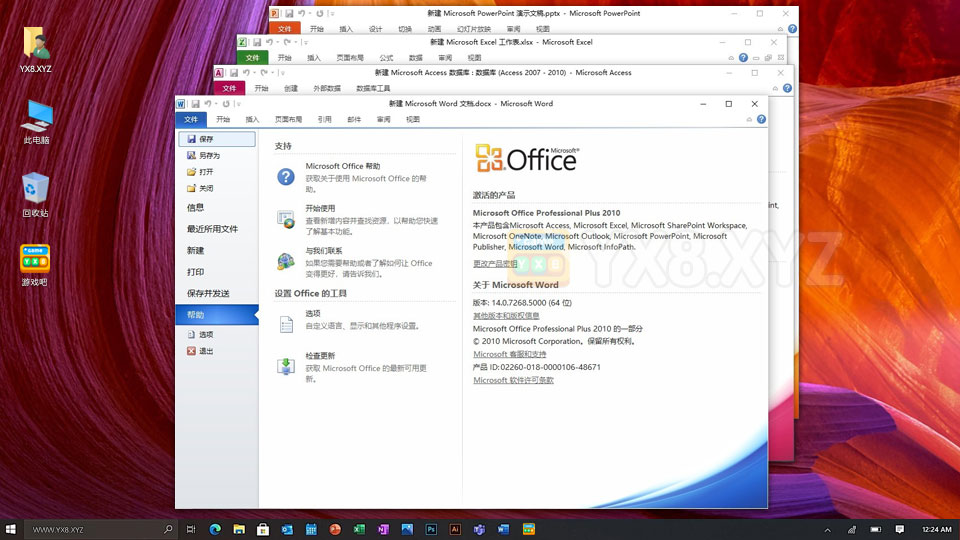 新建 Microsoft PowerPoint 演示文稿.pptx - Microsoft PowerPoint
文件 开始 插入 设计 切换 动画 幻灯片放映 审阅 视图
新建 Microsoft Excel 工作表.xlsx - Microsoft Excel
文件 开始 插入 页面布局 公式 数据 审阅 视图
新建 Microsoft Access 数据库 : 数据库 (Access 2007 - 2010) - Microsoft Access
文件 开始 创建 外部数据 数据库工具
新建 Microsoft Word 文档.docx - Microsoft Word
文件 开始 插入 页面布局 引用 邮件 审阅 视图
YX8.XYZ
此电脑
回收站
GAME
YX8
游戏吧
保存
另存为
打开
关闭
信息
最近所用文件
新建
打印
保存并发送
帮助
选项
退出
支持
Microsoft Office 帮助
获取关于使用 Microsoft Office 的帮
助。
开始使用
查看新增内容并查找资源，以帮助您快速
了解基本功能。
与我们联系
如果您需要帮助或者了解如何让 Office
变得更好，请告诉我们。
设置 Office 的工具
选项
自定义语言、显示和其他程序设置。
检查更新
获取 Microsoft Office 的最新可用更
新。
Microsoft®
Office
激活的产品
Microsoft Office Professional Plus 2010
本产品包含Microsoft Access, Microsoft Excel, Microsoft SharePoint Workspace,
Microsoft OneNote, Microsoft Outlook, Microsoft PowerPoint, Microsoft
Publisher, Microsoft Word, Microsoft InfoPath.
更改产品密钥
关于 Microsoft Word
版本: 14.0.7268.5000 (64 位)
其他版本和版权信息
Microsoft Office Professional Plus 2010 的一部分
© 2010 Microsoft Corporation。保留所有权利。
Microsoft 客服和支持
产品 ID:02260-018-0000106-48671
Microsoft 软件许可条款
YX8.XYZ
WWW.YX8.XYZ
12:24 AM